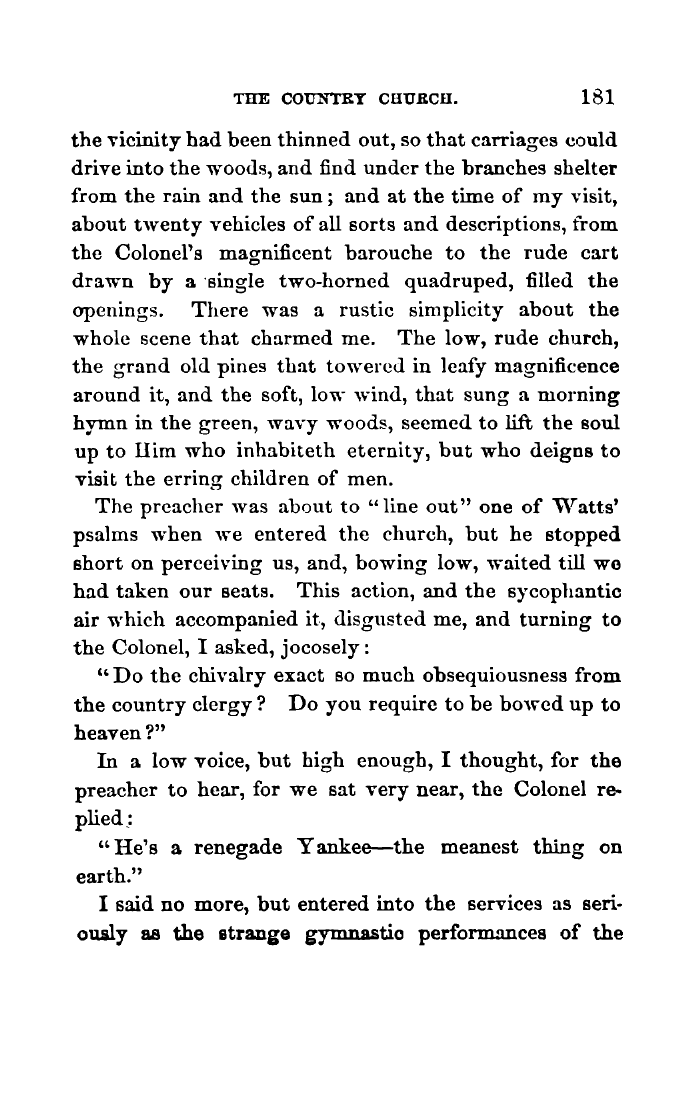 THE COUNTRY CHURCH. 181
the vicinity had been thinned out, so that carriages could
drive into the woods, and find under the branches shelter
from the rain and the sun; and at the time of my visit,
about twenty vehicles of all sorts and descriptions, from
the Colonel's magnificent barouche to the rude cart
drawn by a single two-horned quadruped, filled the
openings. There was a rustic simplicity about the
whole scene that charmed me. The low, rude church,
the grand old pines that towered in leafy magnificence
around it, and the soft, low wind, that sung a morning
hymn in the green, wavy woods, seemed to lift the soul
up to Him who inhabiteth eternity, but who deigns to
visit the erring children of men.
The preacher was about to "line out" one of Watts'
psalms when we entered the church, but he stopped
short on perceiving us, and, bowing low, waited till we
had taken our seats. This action, and the sycophantic
air which accompanied it, disgusted me, and turning to
the Colonel, I asked, jocosely:
"Do the chivalry exact so much obsequiousness from
the country clergy? Do you require to be bowed up to
heaven?"
In a low voice, but high enough, I thought, for the
preacher to hear, for we sat very near, the Colonel re-
plied:
"He's a renegade Yankee—the meanest thing on
earth."
I said no more, but entered into the services as seri-
ously as the strange gymnastic performances of the